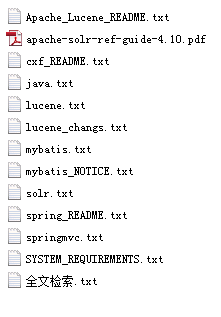 Apache_Lucene_README.txt
apache-solr-ref-guide-4.10.pdf
cxf_README.txt
java.txt
lucene.txt
lucene_changs.txt
mybatis.txt
mybatis_NOTICE.txt
solr.txt
spring_README.txt
springmvc.txt
SYSTEM_REQUIREMENTS.txt
全文检索.txt